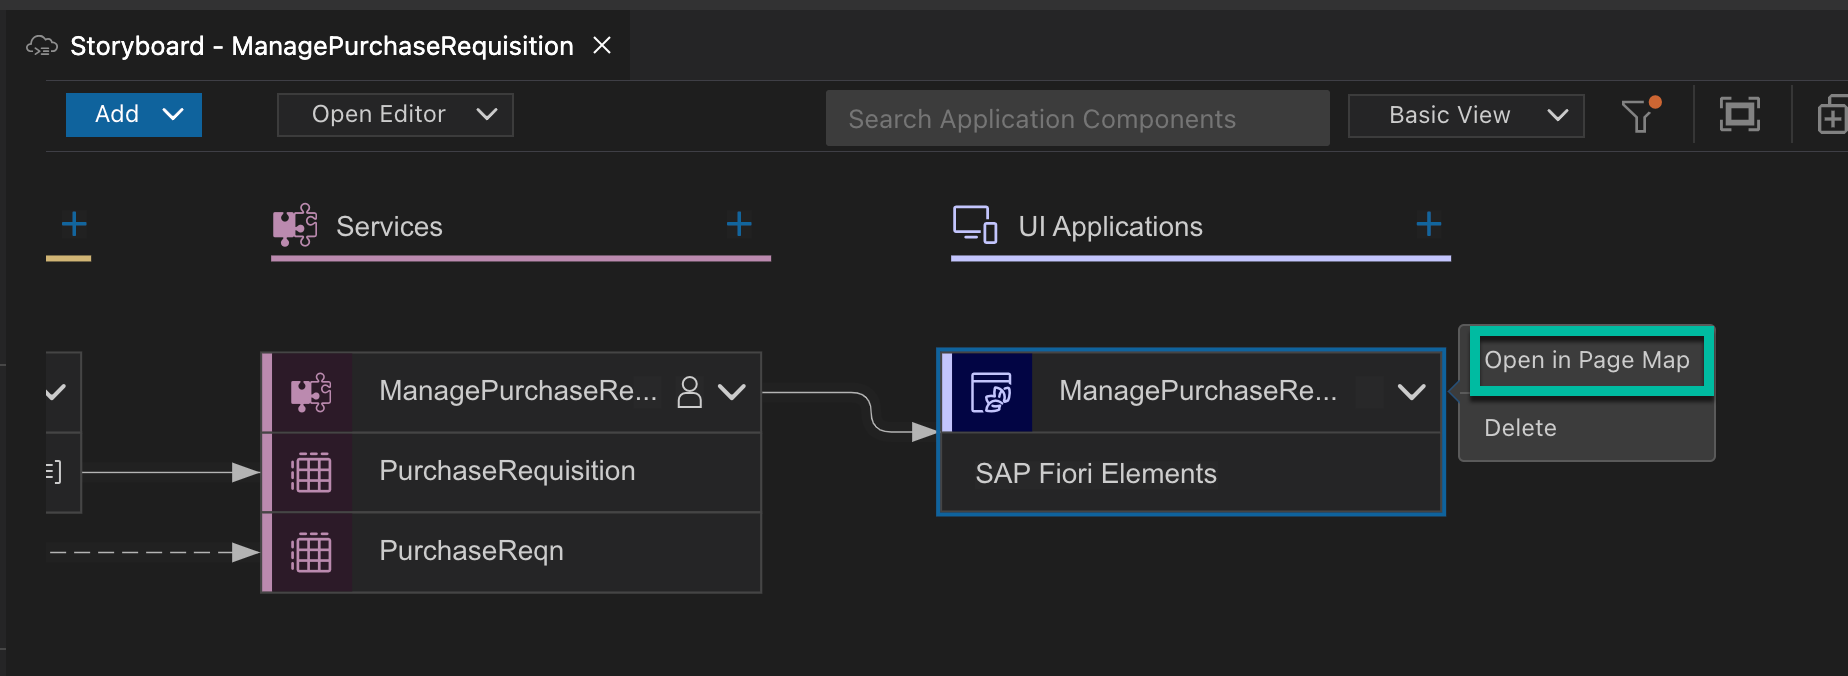 Storyboard - ManagePurchaseRequisition
Add
Open Editor
Search Application Components
Basic View
Services
UI Applications
ManagePurchaseRe...
ManagePurchaseRe...
Open in Page Map
Delete
PurchaseRequisition
SAP Fiori Elements
PurchaseReqn